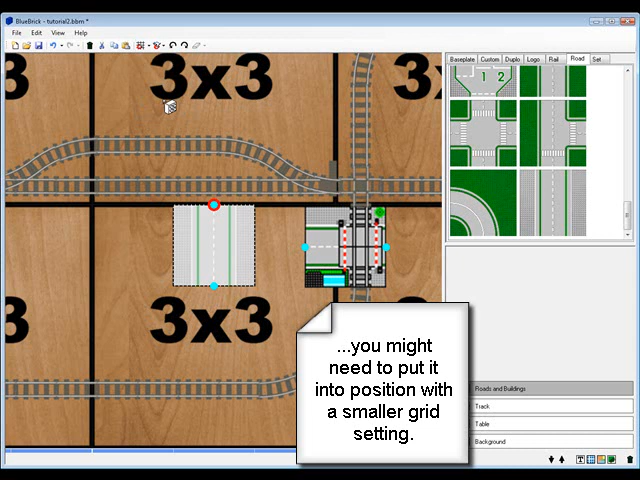 BlueBrick - tutorial2.bbm *
File Edit View Help
Baseplate Custom Duplo Logo Rail Road Set
3 3x3 3x
1 2
3 3x3
...you might
need to put it
into position with
a smaller grid
setting.
Roads and Buildings
Track
Table
Background
T